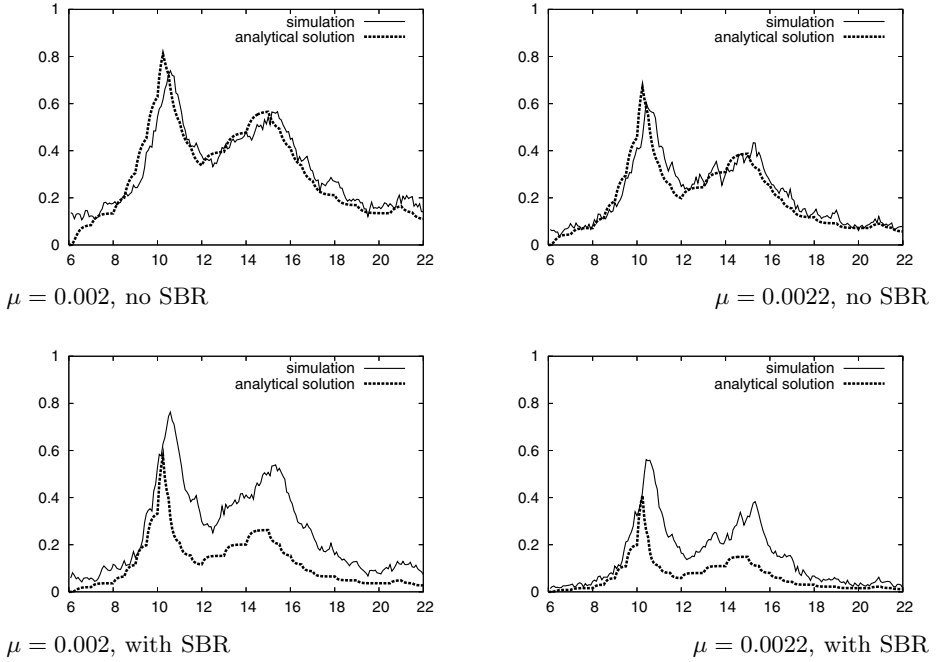 simulation
analytical solution
1
0.8
0.6
0.4
0.2
0
6 8 10 12 14 16 18 20 22
μ = 0.002, no SBR
simulation
analytical solution
1
0.8
0.6
0.4
0.2
0
6 8 10 12 14 16 18 20 22
μ = 0.0022, no SBR
simulation
analytical solution
1
0.8
0.6
0.4
0.2
0
6 8 10 12 14 16 18 20 22
μ = 0.002, with SBR
simulation
analytical solution
1
0.8
0.6
0.4
0.2
0
6 8 10 12 14 16 18 20 22
μ = 0.0022, with SBR